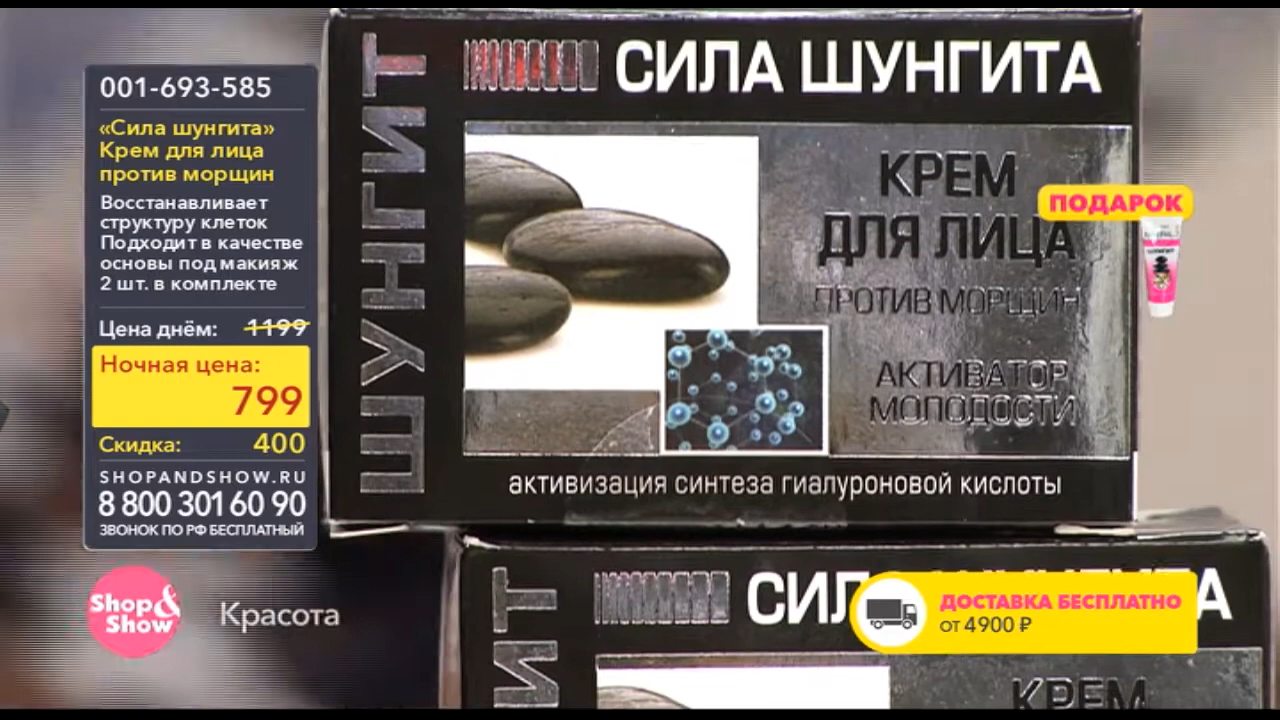 001-693-585
«Сила шунгита»
Крем для лица
против морщин
Восстанавливает
структуру клеток
Подходит в качестве
основы под макияж
2 шт. в комплекте
Цена днём: 1199
Ночная цена:
799
Скидка: 400
SHOPANDSHOW.RU
8 800 301 60 90
ЗВОНОК ПО РФ БЕСПЛАТНЫЙ
Shop&
Show
Красота
ШУНГИТ
СИЛА ШУНГИТА
КРЕМ
ДЛЯ ЛИЦА
ПРОТИВ МОРЩИН
АКТИВАТОР
МОЛОДОСТИ
активизация синтеза гиалуроновой кислоты
ПОДАРОК
ДОСТАВКА БЕСПЛАТНО
от 4900 ₽
КРЕМ